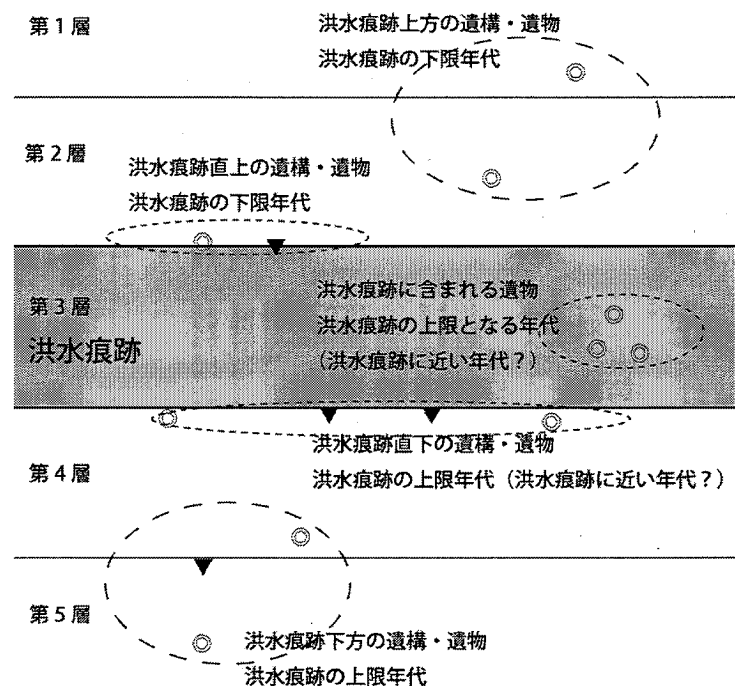 第1層
洪水痕跡上方の遺構・遺物
洪水痕跡の下限年代
第2層
洪水痕跡直上の遺構・遺物
洪水痕跡の下限年代
第3層
洪水痕跡
洪水痕跡に含まれる遺物
洪水痕跡の上限となる年代
(洪水痕跡に近い年代?)
洪水痕跡直下の遺構・遺物
洪水痕跡の上限年代(洪水痕跡に近い年代?)
第4層
第5層
洪水痕跡下方の遺構・遺物
洪水痕跡の上限年代